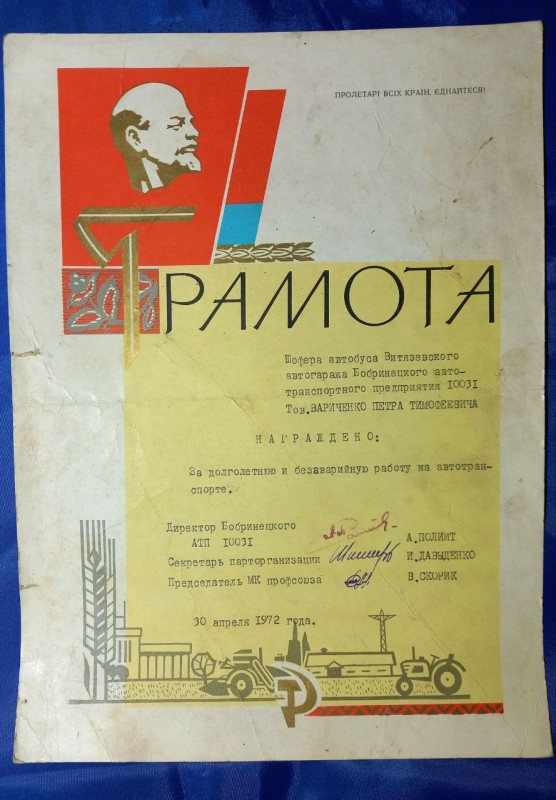 ПРОЛЕТАРІ ВСІХ КРАЇН, ЄДНАЙТЕСЯ!
ГРАМОТА
Шофера автобуса Витязевского
автогаража Бобринецкого авто-
транспортного предприятия 10031
Тов.ВАРИЧЕНКО ПЕТРА ТИМОФЕЕВИЧА
НАГРАЖДЕНО:
За долголетнюю и безаварийную работу на автотран-
спорте.
Директор Бобринецкого
АТП 10031 А.ПОЛИИТ
Секретарь парторганизации И.ДАВЫДЕНКО
Председатель МК профсоюза В.СКОРИК
30 апреля 1972 года.